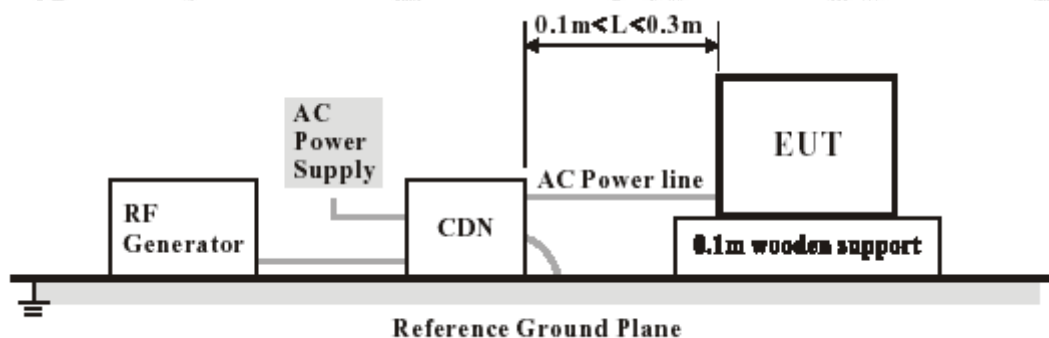 0.1m<L<0.3m
AC
Power
Supply
EUT
AC Power line
RF
Generator
CDN
0.1m wooden support
Reference Ground Plane